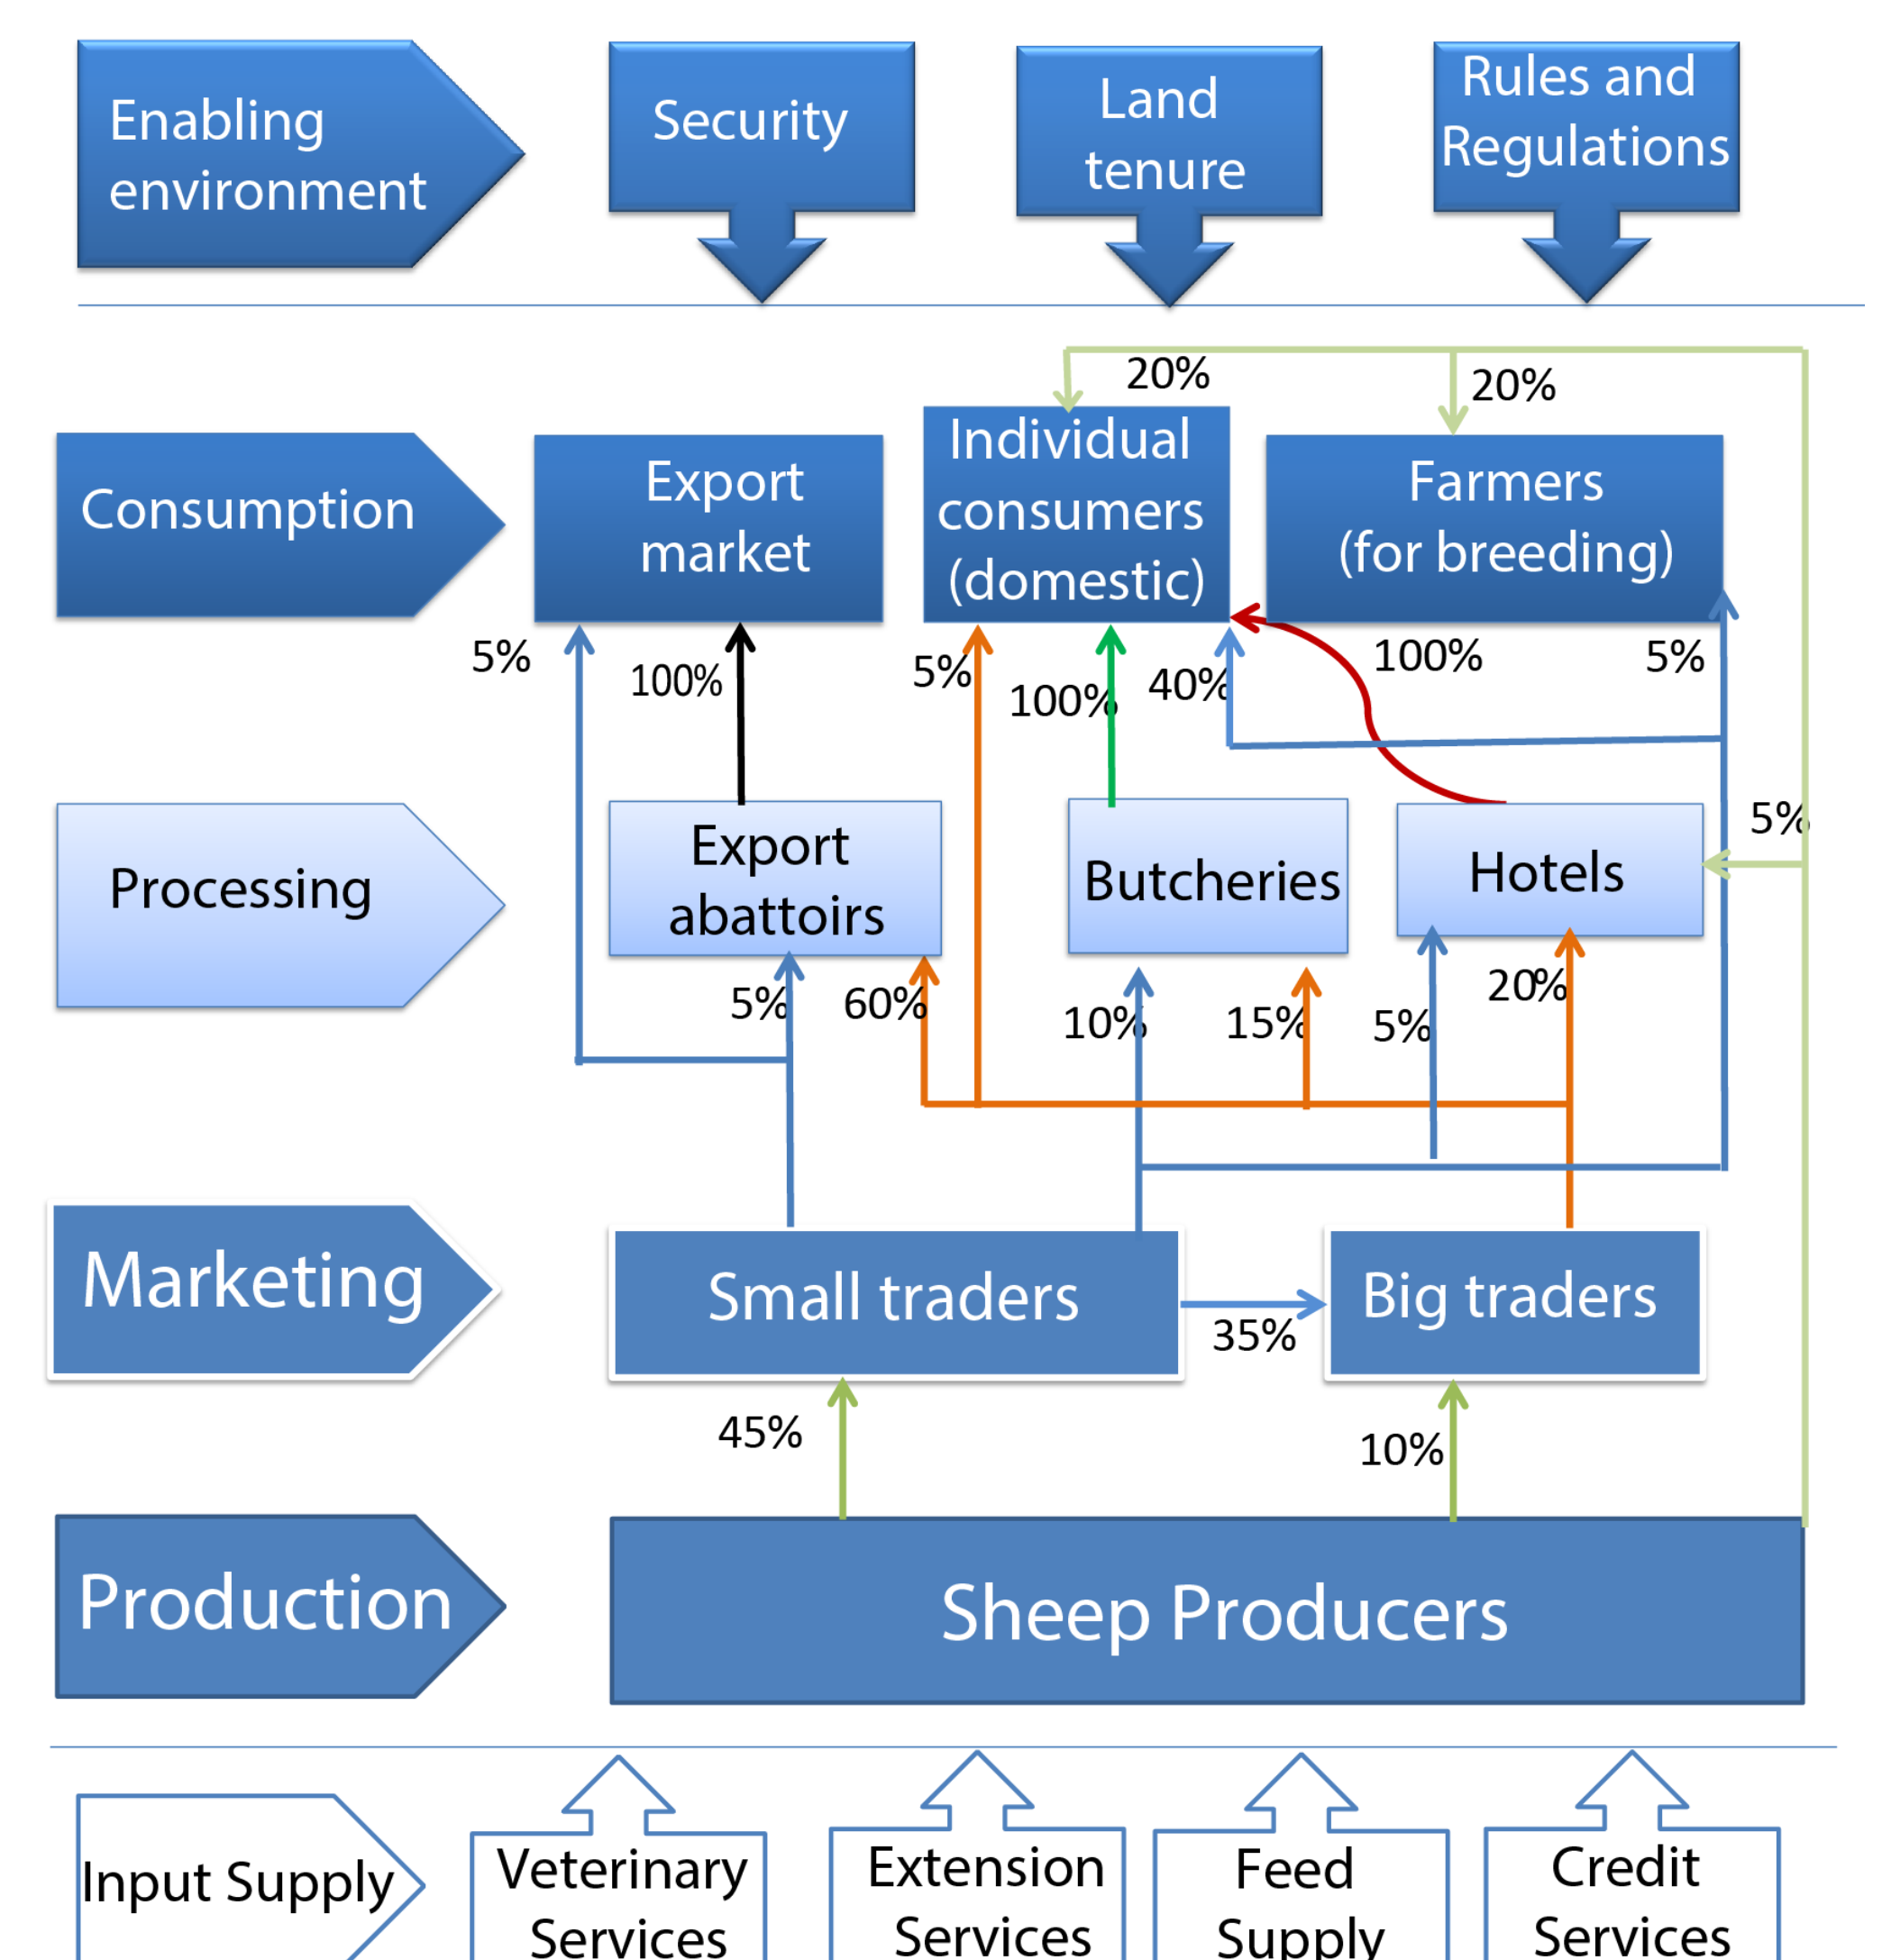 Enabling
environment
Security
Land
tenure
Rules and
Regulations
20%
20%
Consumption
Export
market
Individual
consumers
(domestic)
Farmers
(for breeding)
5%
100%
5%
100%
40%
100%
5%
Processing
Export
abattoirs
Butcheries
Hotels
5%
5%
60%
10%
15%
5%
20%
Marketing
Small traders
35%
Big traders
45%
10%
Production
Sheep Producers
Input Supply
Veterinary
Services
Extension
Services
Feed
Supply
Credit
Services